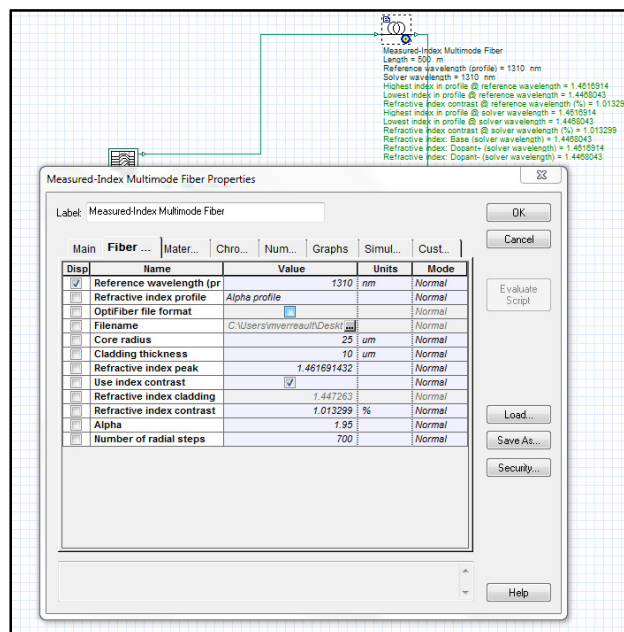 Measured-Index Multimode Fiber
Length = 500 m
Reference wavelength (profile) = 1310 nm
Solver wavelength = 1310 nm
Highest index in profile @ reference wavelength = 1.4616914
Lowest index in profile @ reference wavelength = 1.4468043
Refractive index contrast @ reference wavelength (%) = 1.01329
Highest index in profile @ solver wavelength = 1.4616914
Lowest index in profile @ solver wavelength = 1.4468043
Refractive index contrast @ solver wavelength (%) = 1.013299
Refractive index: Base (solver wavelength) = 1.4468043
Refractive index: Dopant+ (solver wavelength) = 1.4616914
Refractive index: Dopant- (solver wavelength) = 1.4468043
Measured-Index Multimode Fiber Properties
Label: Measured-Index Multimode Fiber
OK
Cancel
Main Fiber ... Mater... Chro... Num... Graphs Simul... Cust...
Disp Name Value Units Mode
Reference wavelength (pr 1310 nm Normal
Refractive index profile Alpha profile Normal
OptiFiber file format Normal
Filename C:\Users\mverreault\Deskt ... Normal
Core radius 25 um Normal
Cladding thickness 10 um Normal
Refractive index peak 1.461691432 Normal
Use index contrast Normal
Refractive index cladding 1.447263 Normal
Refractive index contrast 1.013299 % Normal
Alpha 1.95 Normal
Number of radial steps 700 Normal
Evaluate
Script
Load...
Save As...
Security...
Help